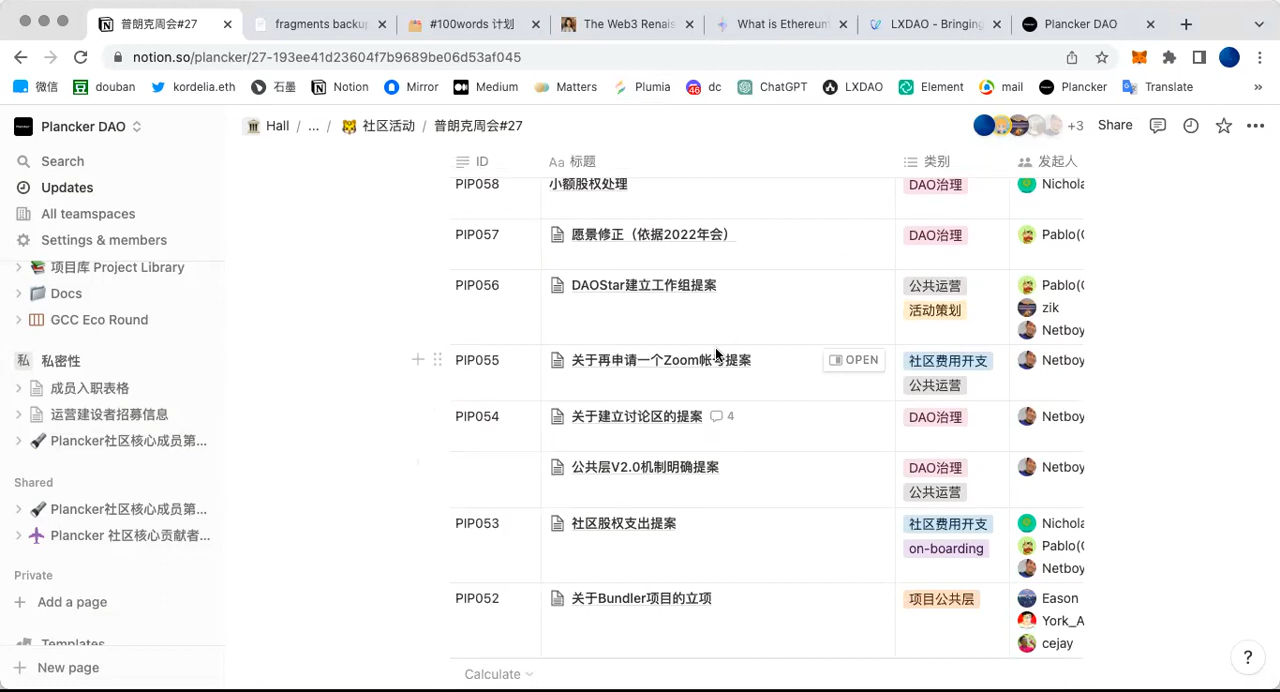 普朗克周会#27
fragments backup
#100words 计划
The Web3 Renais
What is Ethereum
LXDAO - Bringing
Plancker DAO
notion.so/plancker/27-193ee41d23604f7b9689be06d53af045
微信
douban
kordelia.eth
石墨
Notion
Mirror
Medium
Matters
Plumia
46
dc
ChatGPT
LXDAO
Element
mail
Plancker
Translate
»
Plancker DAO
Hall / ... / 社区活动 / 普朗克周会#27
+3
Share
Search
Updates
All teamspaces
Settings & members
项目库 Project Library
Docs
GCC Eco Round
私 私密性
成员入职表格
运营建设者招募信息
Plancker社区核心成员第...
Shared
Plancker社区核心成员第...
Plancker 社区核心贡献者...
Private
Add a page
Templates
New page
ID
Aa 标题
类别
发起人
PIP058
小额股权处理
DAO治理
Nichola
PIP057
愿景修正（依据2022年会）
DAO治理
Pablo(C
PIP056
DAOStar建立工作组提案
公共运营
活动策划
Pablo(C
zik
Netboy
PIP055
关于再申请一个Zoom帐号提案
OPEN
社区费用开支
公共运营
Netboy
PIP054
关于建立讨论区的提案
4
DAO治理
Netboy
公共层V2.0机制明确提案
DAO治理
公共运营
Netboy
PIP053
社区股权支出提案
社区费用开支
on-boarding
Nichola
Pablo(C
Netboy
PIP052
关于Bundler项目的立项
项目公共层
Eason
York_A
cejay
Calculate
?